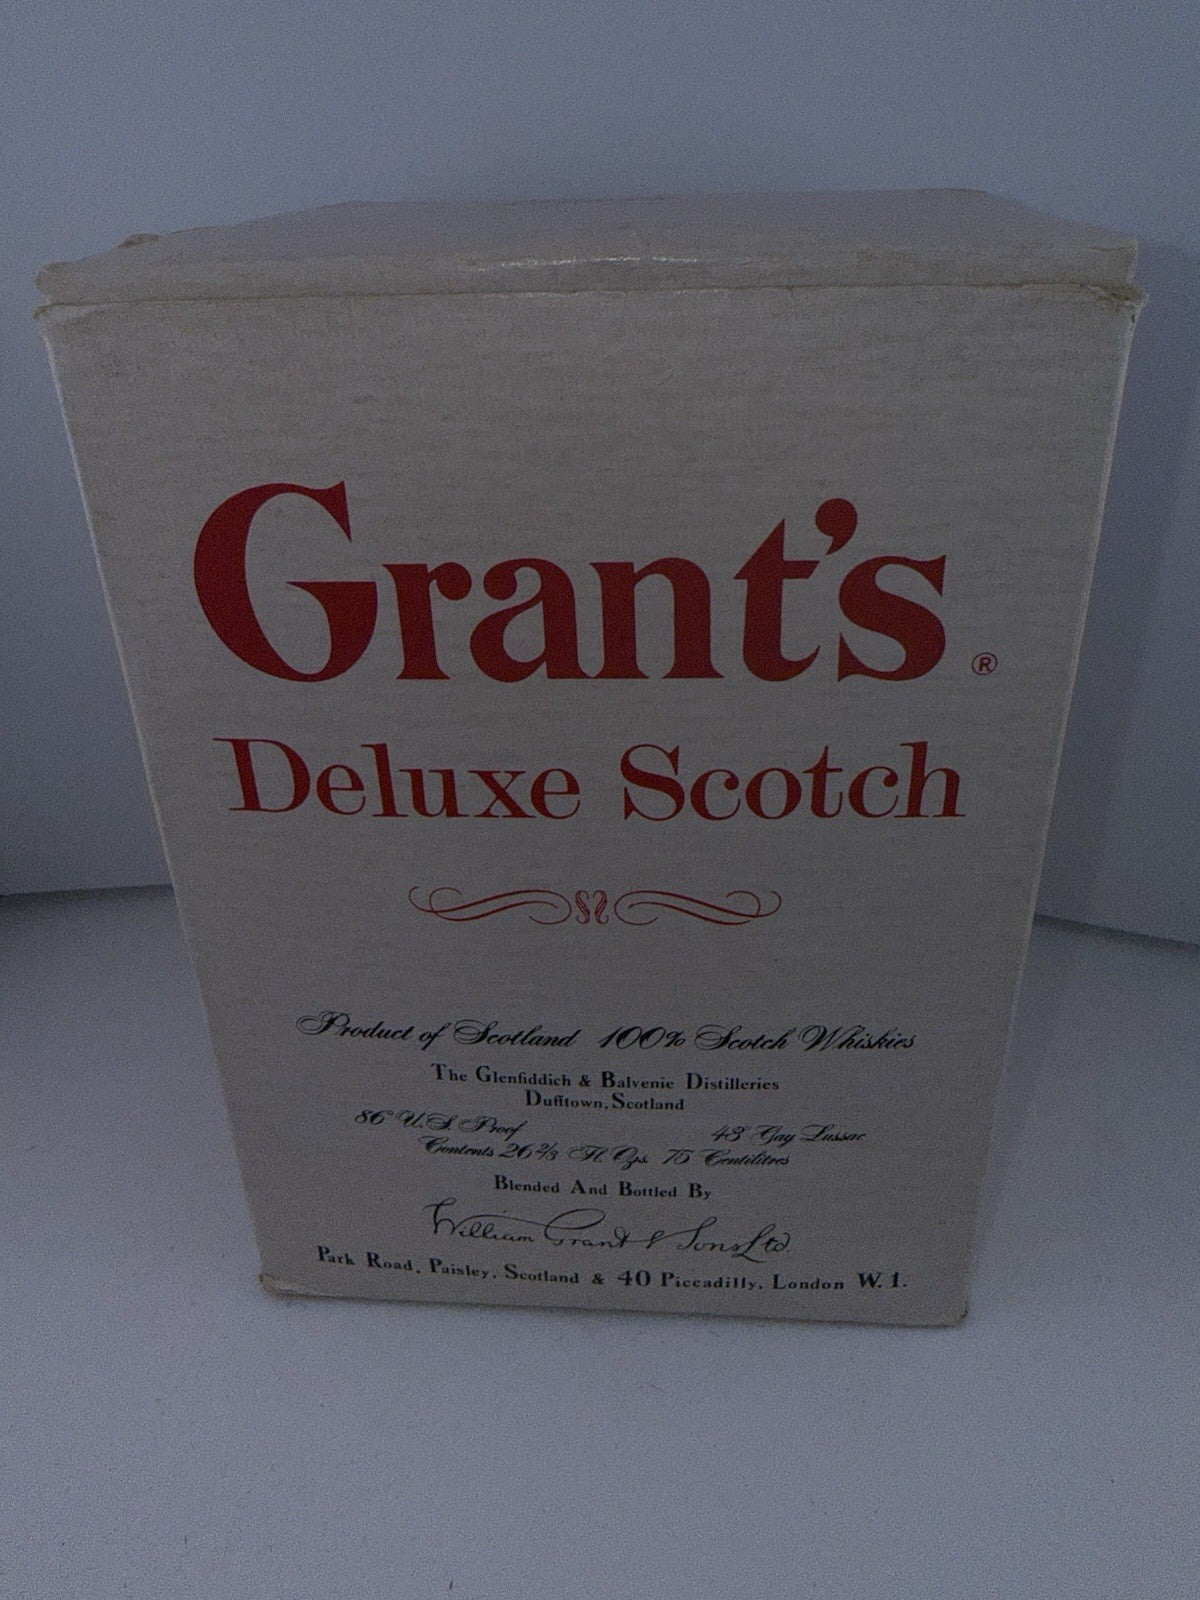 Grant's ®
Deluxe Scotch
Product of Scotland 100% Scotch Whiskies
The Glenfiddich & Balvenie Distilleries
Dufftown, Scotland
86° U.S. Proof 43° Gay Lussac
Contents 26 2/3 Fl. Ozs. 75 Centilitres
Blended And Bottled By
William Grant & Sons Ltd.
Park Road, Paisley, Scotland & 40 Piccadilly, London W. 1.